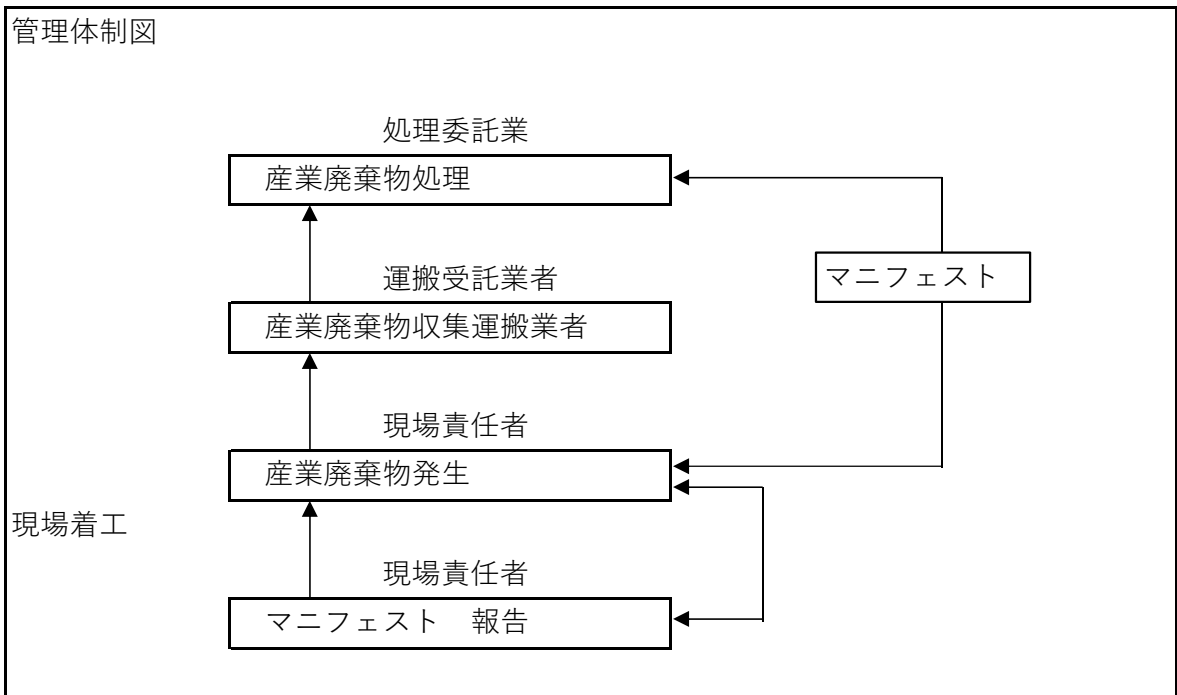 管理体制図
処理委託業
産業廃棄物処理
運搬受託業者
マニフェスト
産業廃棄物収集運搬業者
現場責任者
産業廃棄物発生
現場着工
現場責任者
マニフェスト　報告